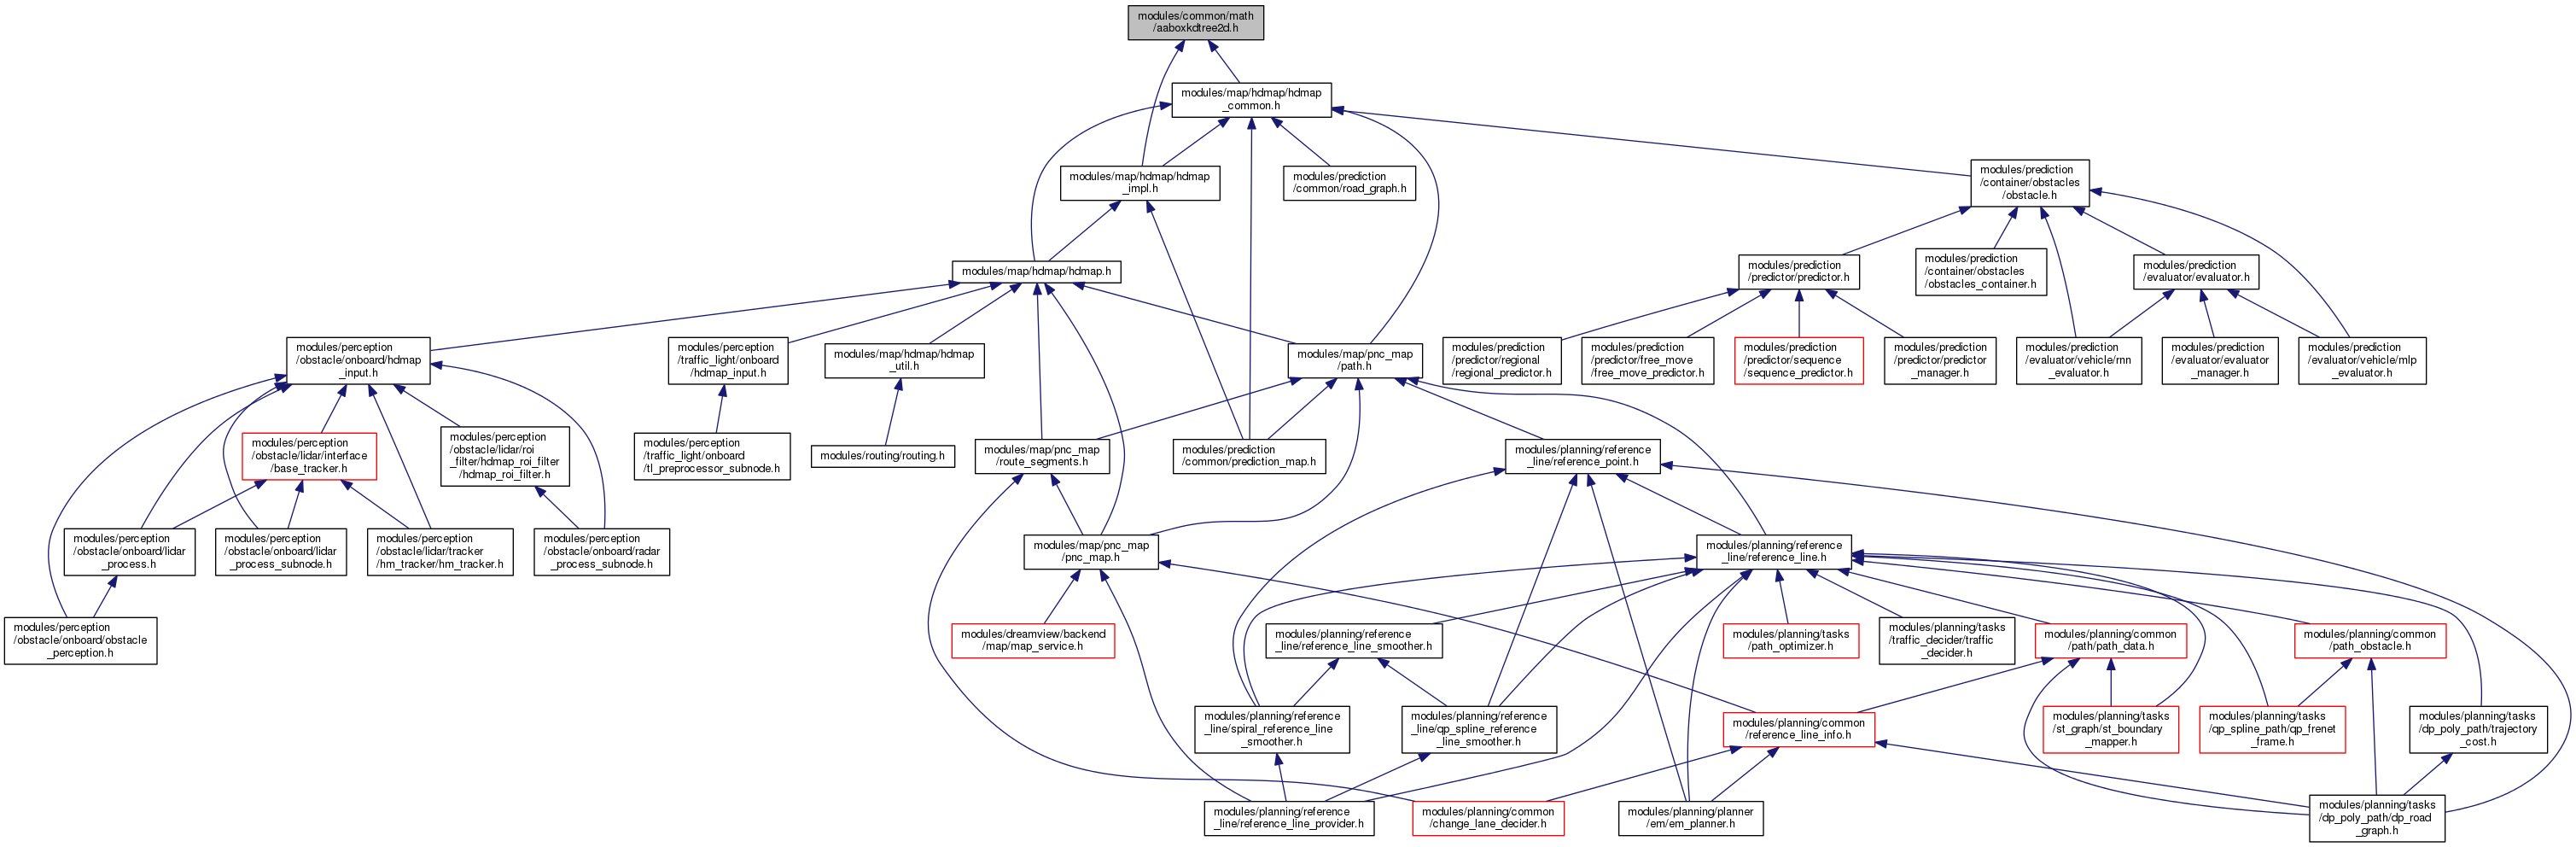 modules/common/math
/aaboxkdtree2d.h
modules/map/hdmap/hdmap
_common.h
modules/map/hdmap/hdmap
_impl.h
modules/prediction
/common/road_graph.h
modules/prediction
/container/obstacles
/obstacle.h
modules/map/hdmap/hdmap.h
modules/prediction
/predictor/predictor.h
modules/prediction
/container/obstacles
/obstacles_container.h
modules/prediction
/evaluator/evaluator.h
modules/perception
/obstacle/onboard/hdmap
_input.h
modules/perception
/traffic_light/onboard
/hdmap_input.h
modules/map/hdmap/hdmap
_util.h
modules/map/pnc_map
/path.h
modules/prediction
/predictor/regional
/regional_predictor.h
modules/prediction
/predictor/free_move
/free_move_predictor.h
modules/prediction
/predictor/sequence
/sequence_predictor.h
modules/prediction
/predictor/predictor
_manager.h
modules/prediction
/evaluator/vehicle/rnn
_evaluator.h
modules/prediction
/evaluator/evaluator
_manager.h
modules/prediction
/evaluator/vehicle/mlp
_evaluator.h
modules/perception
/obstacle/lidar/interface
/base_tracker.h
modules/perception
/obstacle/lidar/roi
_filter/hdmap_roi_filter
/hdmap_roi_filter.h
modules/perception
/traffic_light/onboard
/tl_preprocessor_subnode.h
modules/routing/routing.h
modules/map/pnc_map
/route_segments.h
modules/prediction
/common/prediction_map.h
modules/planning/reference
_line/reference_point.h
modules/perception
/obstacle/onboard/lidar
_process.h
modules/perception
/obstacle/onboard/lidar
_process_subnode.h
modules/perception
/obstacle/lidar/tracker
/hm_tracker/hm_tracker.h
modules/perception
/obstacle/onboard/radar
_process_subnode.h
modules/map/pnc_map
/pnc_map.h
modules/planning/reference
_line/reference_line.h
modules/perception
/obstacle/onboard/obstacle
_perception.h
modules/dreamview/backend
/map/map_service.h
modules/planning/reference
_line/reference_line_smoother.h
modules/planning/tasks
/path_optimizer.h
modules/planning/tasks
/traffic_decider/traffic
_decider.h
modules/planning/common
/path/path_data.h
modules/planning/common
/path_obstacle.h
modules/planning/reference
_line/spiral_reference_line
_smoother.h
modules/planning/reference
_line/qp_spline_reference
_line_smoother.h
modules/planning/common
/reference_line_info.h
modules/planning/tasks
/st_graph/st_boundary
_mapper.h
modules/planning/tasks
/qp_spline_path/qp_frenet
_frame.h
modules/planning/tasks
/dp_poly_path/trajectory
_cost.h
modules/planning/reference
_line/reference_line_provider.h
modules/planning/common
/change_lane_decider.h
modules/planning/planner
/em/em_planner.h
modules/planning/tasks
/dp_poly_path/dp_road
_graph.h